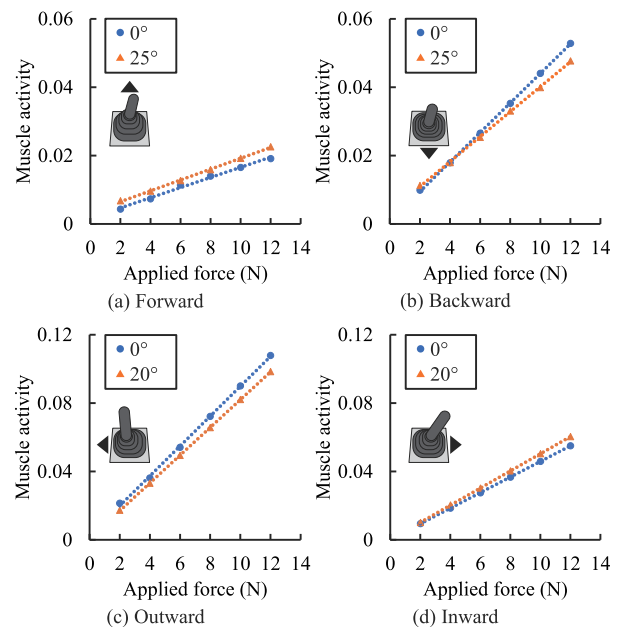 0.06
0.04
0.02
0
Muscle activity
0°
25°
0 2 4 6 8 10 12 14
Applied force (N)
(a) Forward
0.06
0.04
0.02
0
Muscle activity
0°
25°
0 2 4 6 8 10 12 14
Applied force (N)
(b) Backward
0.12
0.08
0.04
0
Muscle activity
0°
20°
0 2 4 6 8 10 12 14
Applied force (N)
(c) Outward
0.12
0.08
0.04
0
Muscle activity
0°
20°
0 2 4 6 8 10 12 14
Applied force (N)
(d) Inward